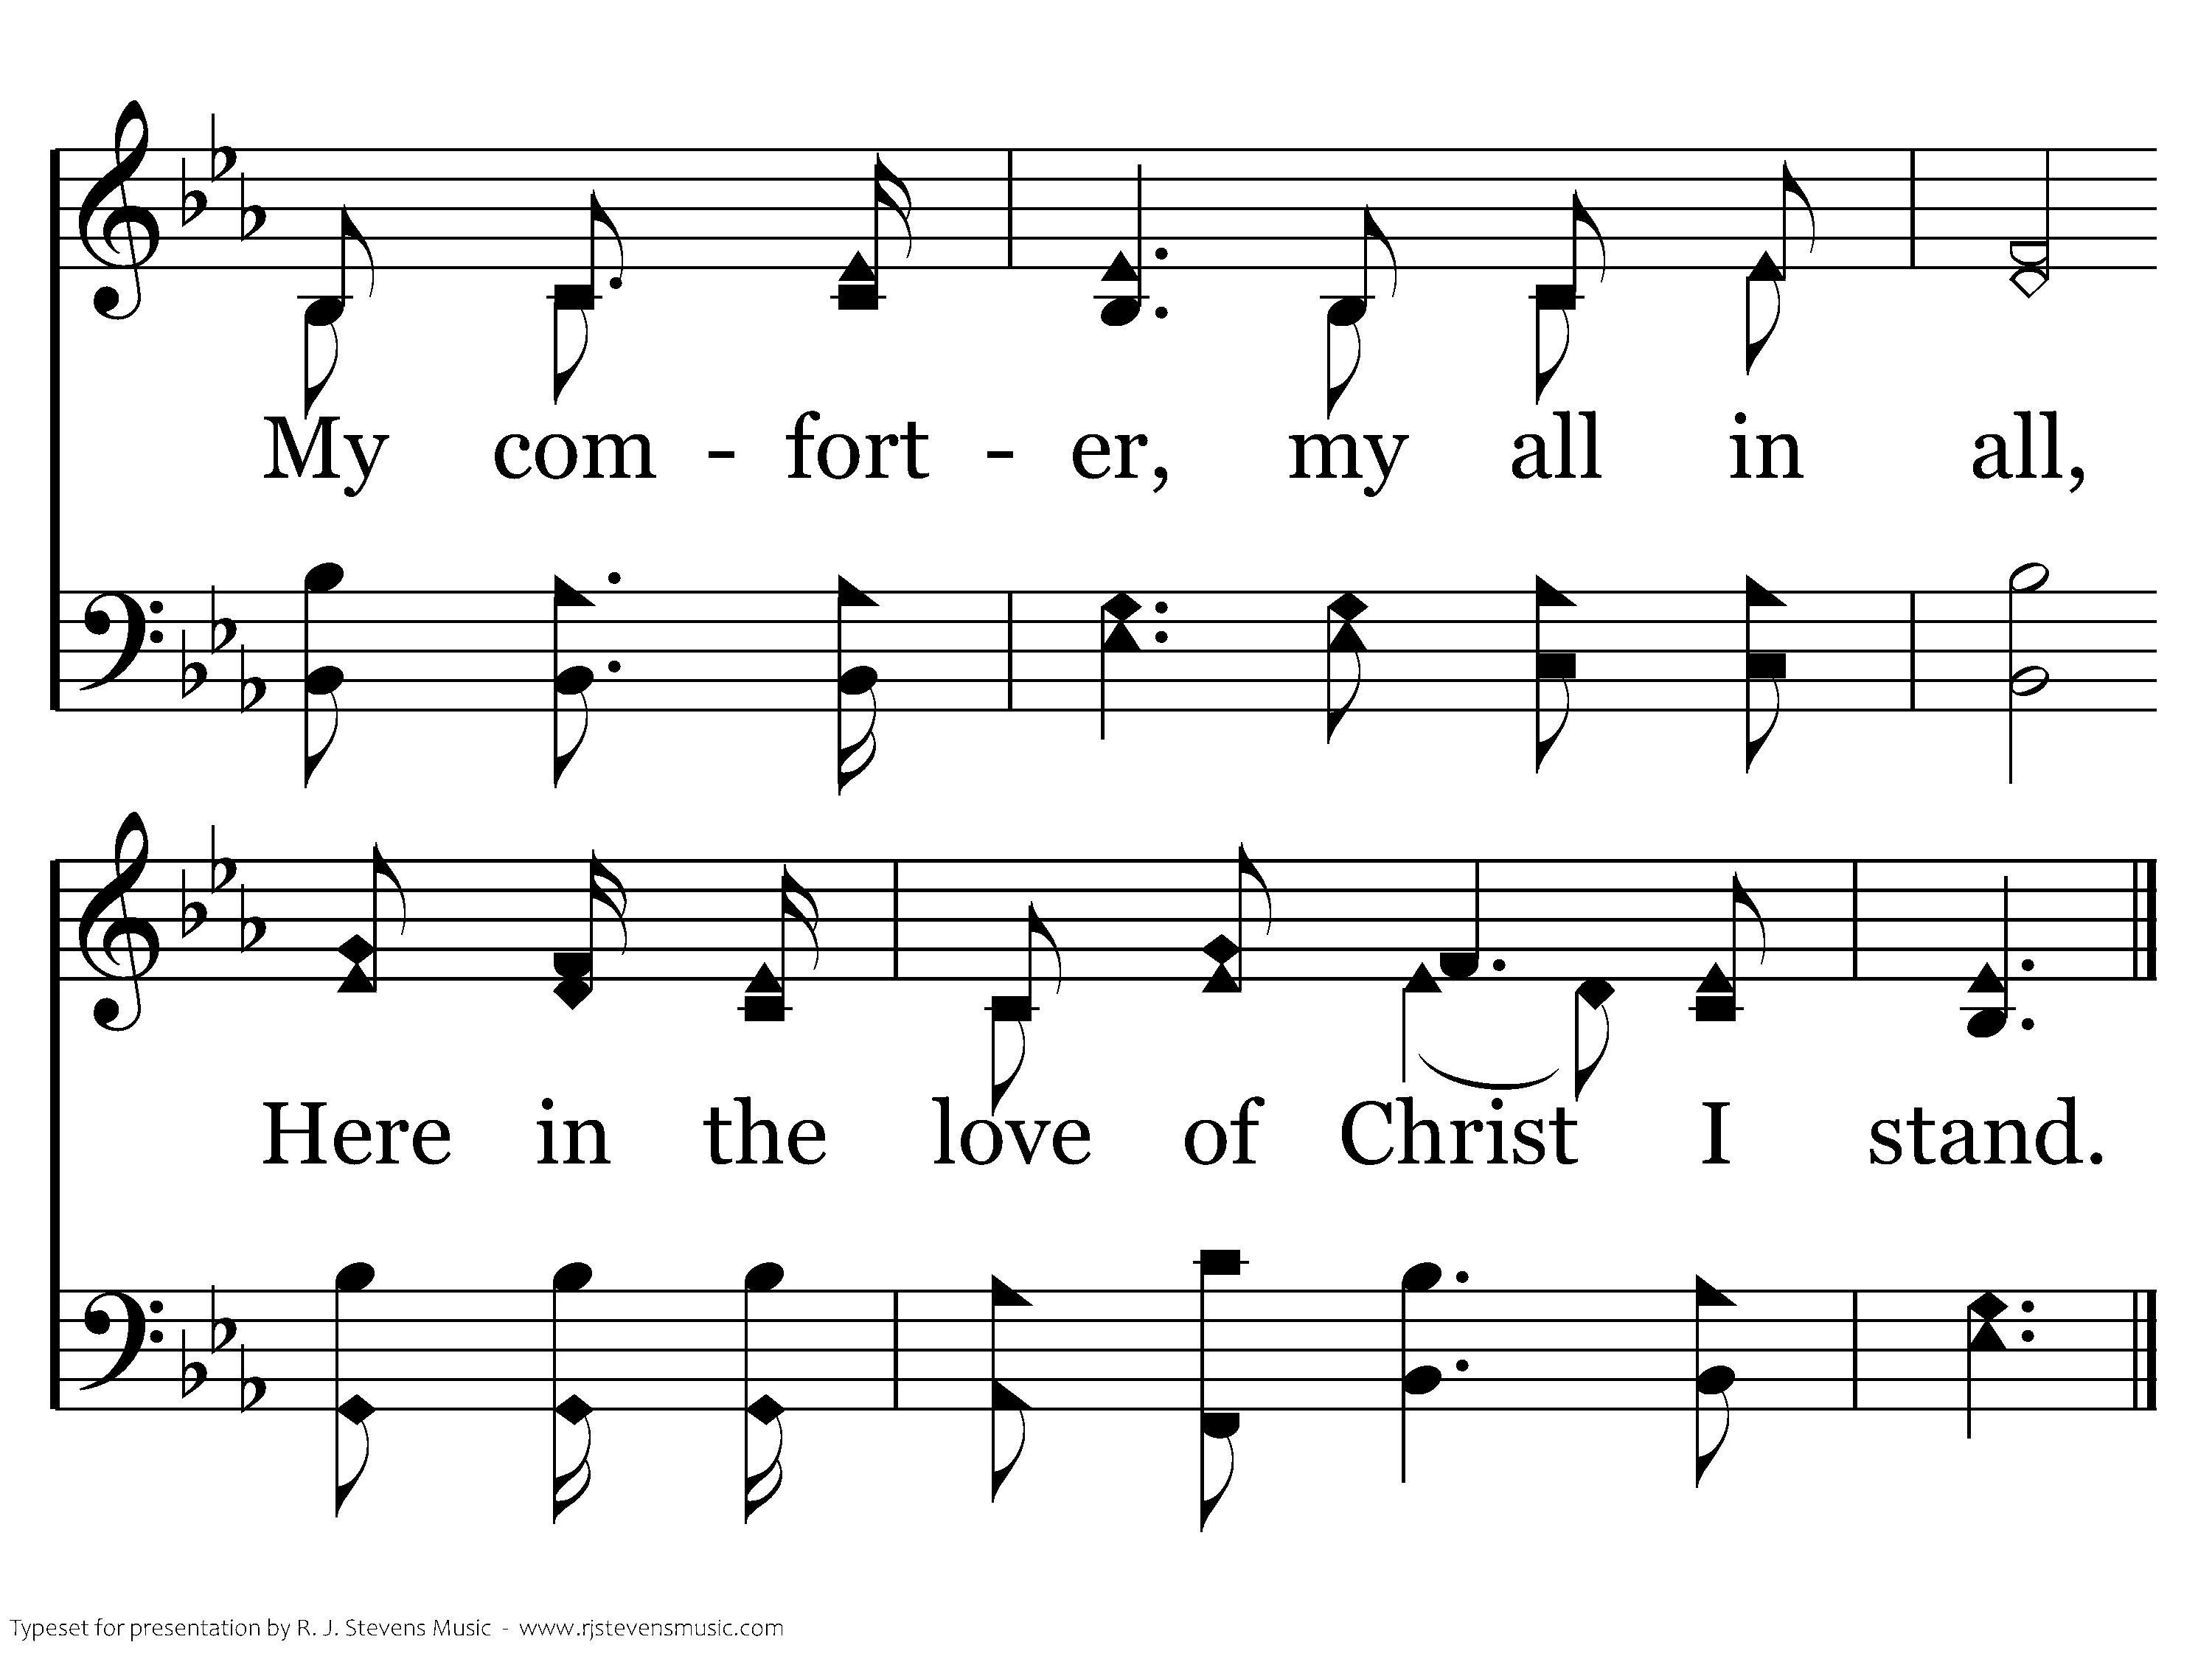 My com - fort - er, my all in all,
Here in the love of Christ I stand.
Typeset for presentation by R. J. Stevens Music - www.rjstevensmusic.com